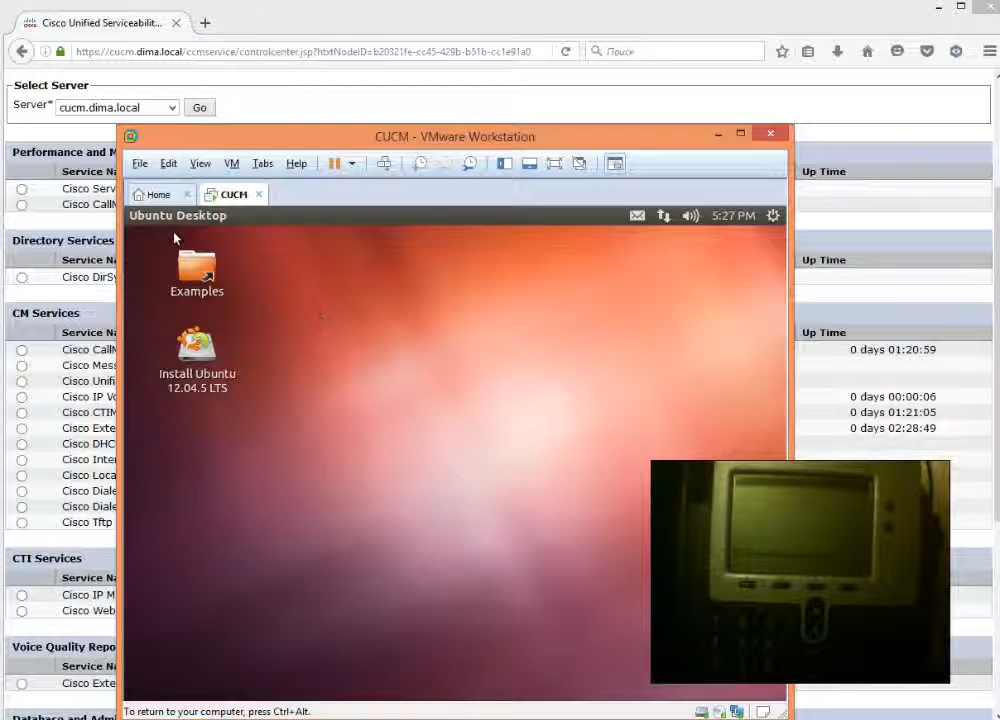 Cisco Unified Serviceabilit...
https://cucm.dima.local/ccmservice/controlcenter.jsp?htxtNodeID=b20321fe-cc45-429b-b51b-cc1e91a0
Поиск
Select Server
Server* cucm.dima.local Go
CUCM - VMware Workstation
File Edit View VM Tabs Help
Home CUCM
Ubuntu Desktop 5:27 PM
Examples
Install Ubuntu
12.04.5 LTS
To return to your computer, press Ctrl+Alt.
Performance and M
Service Na Up Time
Cisco Serv
Cisco CallM
Directory Services
Service Na Up Time
Cisco DirSy
CM Services
Service Na Up Time
Cisco CallM 0 days 01:20:59
Cisco Mess
Cisco Unifi
Cisco IP Vo 0 days 00:00:06
Cisco CTIM 0 days 01:21:05
Cisco Exte 0 days 02:28:49
Cisco DHC
Cisco Inter
Cisco Loca
Cisco Diale
Cisco Diale
Cisco Tftp
CTI Services
Service Na
Cisco IP M
Cisco Web
Voice Quality Repo
Service Na
Cisco Exte
Database and Admi